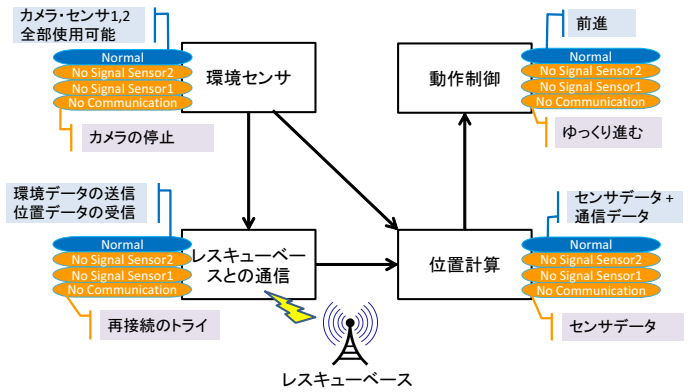 カメラ・センサ1,2
全部使用可能
Normal
No Signal Sensor2
No Signal Sensor1
No Communication
カメラの停止
環境センサ
動作制御
前進
Normal
No Signal Sensor2
No Signal Sensor1
No Communication
ゆっくり進む
環境データの送信
位置データの受信
Normal
No Signal Sensor2
No Signal Sensor1
No Communication
再接続のトライ
レスキューベー
スとの通信
位置計算
センサデータ +
通信データ
Normal
No Signal Sensor2
No Signal Sensor1
No Communication
センサデータ
レスキューベース